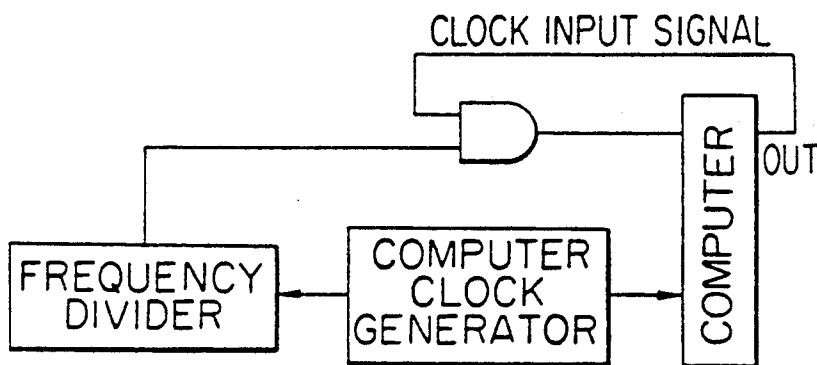 CLOCK INPUT SIGNAL
OUT
COMPUTER
FREQUENCY
DIVIDER
COMPUTER
CLOCK
GENERATOR